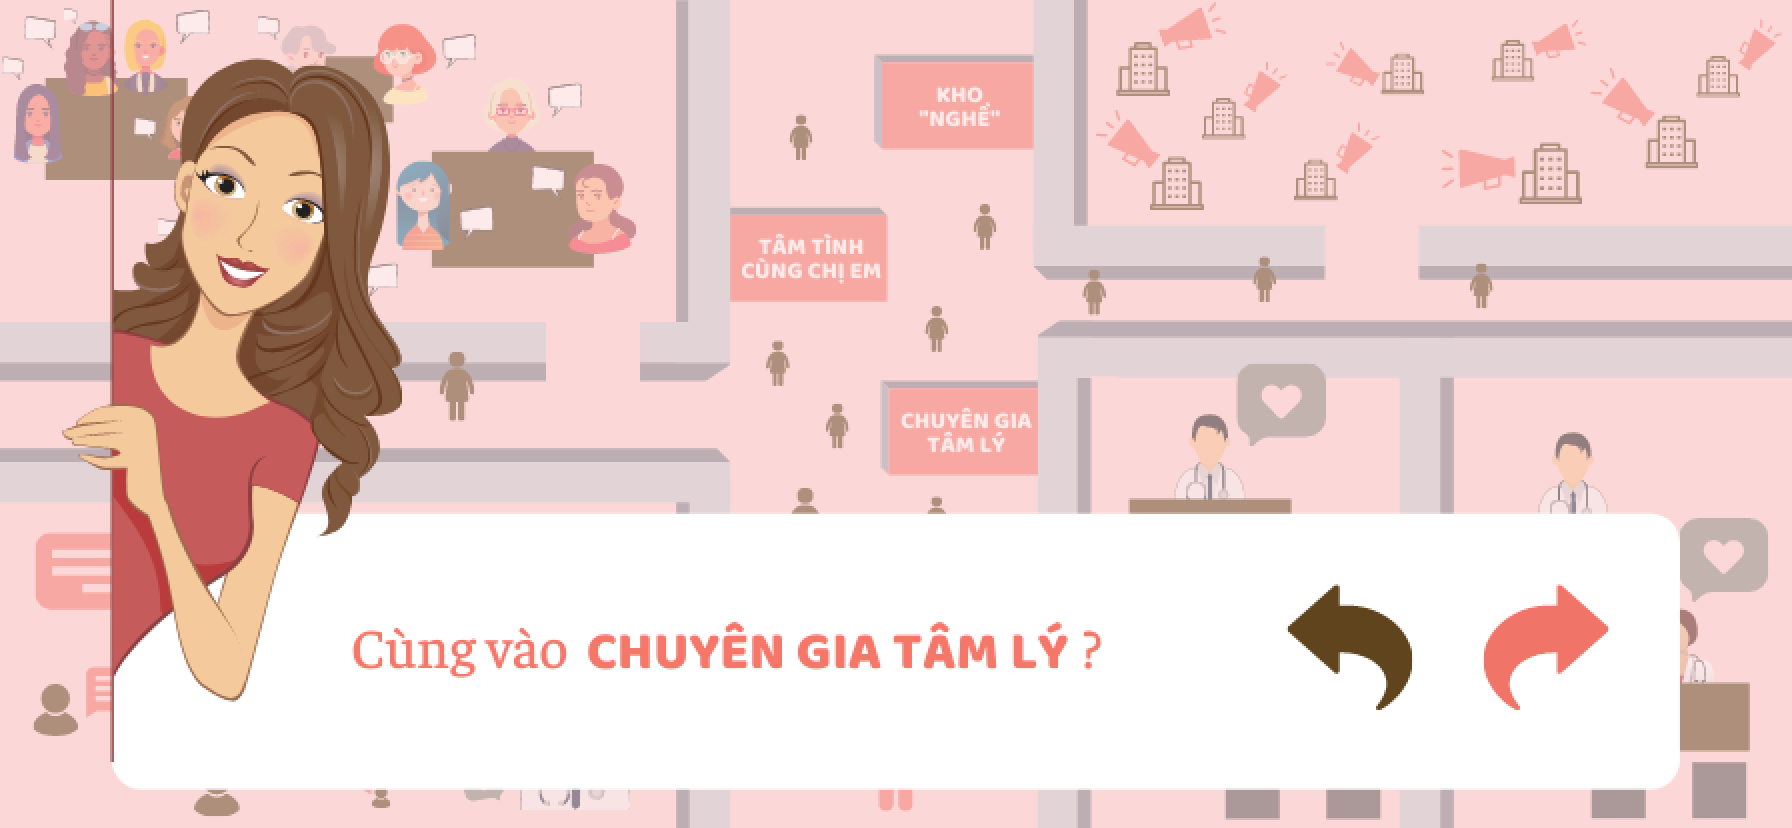 KHO
"NGHỀ"
TÂM TÌNH
CÙNG CHỊ EM
CHUYÊN GIA
TÂM LÝ
Cùng vào CHUYÊN GIA TÂM LÝ ?